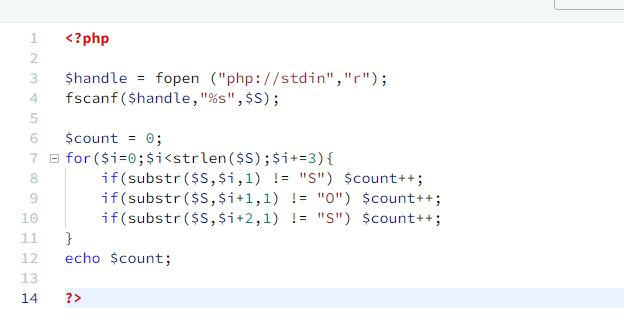 1 <?php
2
3 $handle = fopen ("php://stdin","r");
4 fscanf($handle,"%s",$S);
5
6 $count = 0;
7 for($i=0;$i<strlen($S);$i+=3){
8     if(substr($S,$i,1) != "S") $count++;
9     if(substr($S,$i+1,1) != "O") $count++;
10     if(substr($S,$i+2,1) != "S") $count++;
11 }
12 echo $count;
13
14 ?>